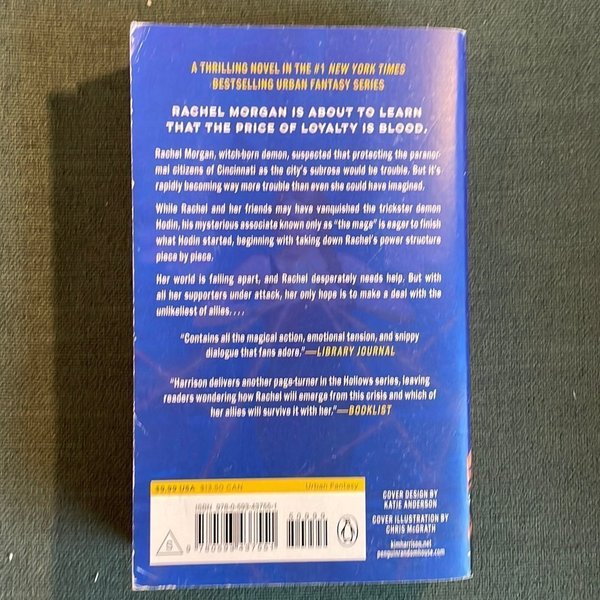 A THRILLING NOVEL IN THE #1 NEW YORK TIMES
BESTSELLING URBAN FANTASY SERIES
RACHEL MORGAN IS ABOUT TO LEARN
THAT THE PRICE OF LOYALTY IS BLOOD.
Rachel Morgan, witch-born demon, suspected that protecting the paranor-
mal citizens of Cincinnati as the city's subrosa would be trouble. But it's
rapidly becoming way more trouble than even she could have imagined.
While Rachel and her friends may have vanquished the trickster demon
Hodin, his mysterious associate known only as "the mage" is eager to finish
what Hodin started, beginning with taking down Rachel's power structure
piece by piece.
Her world is falling apart, and Rachel desperately needs help. But with
all her supporters under attack, her only hope is to make a deal with the
unlikeliest of allies. . . .
"Contains all the magical action, emotional tension, and snippy
dialogue that fans adore."—LIBRARY JOURNAL
"Harrison delivers another page-turner in the Hollows series, leaving
readers wondering how Rachel will emerge from this crisis and which of
her allies will survive it with her."—BOOKLIST
$9.99 USA $13.50 CAN Urban Fantasy
ISBN 978-0-593-43766-1
50999
S
9 780593 437661
COVER DESIGN BY
KATIE ANDERSON
COVER ILLUSTRATION BY
CHRIS McGRATH
kimharrison.net
penguinrandomhouse.com